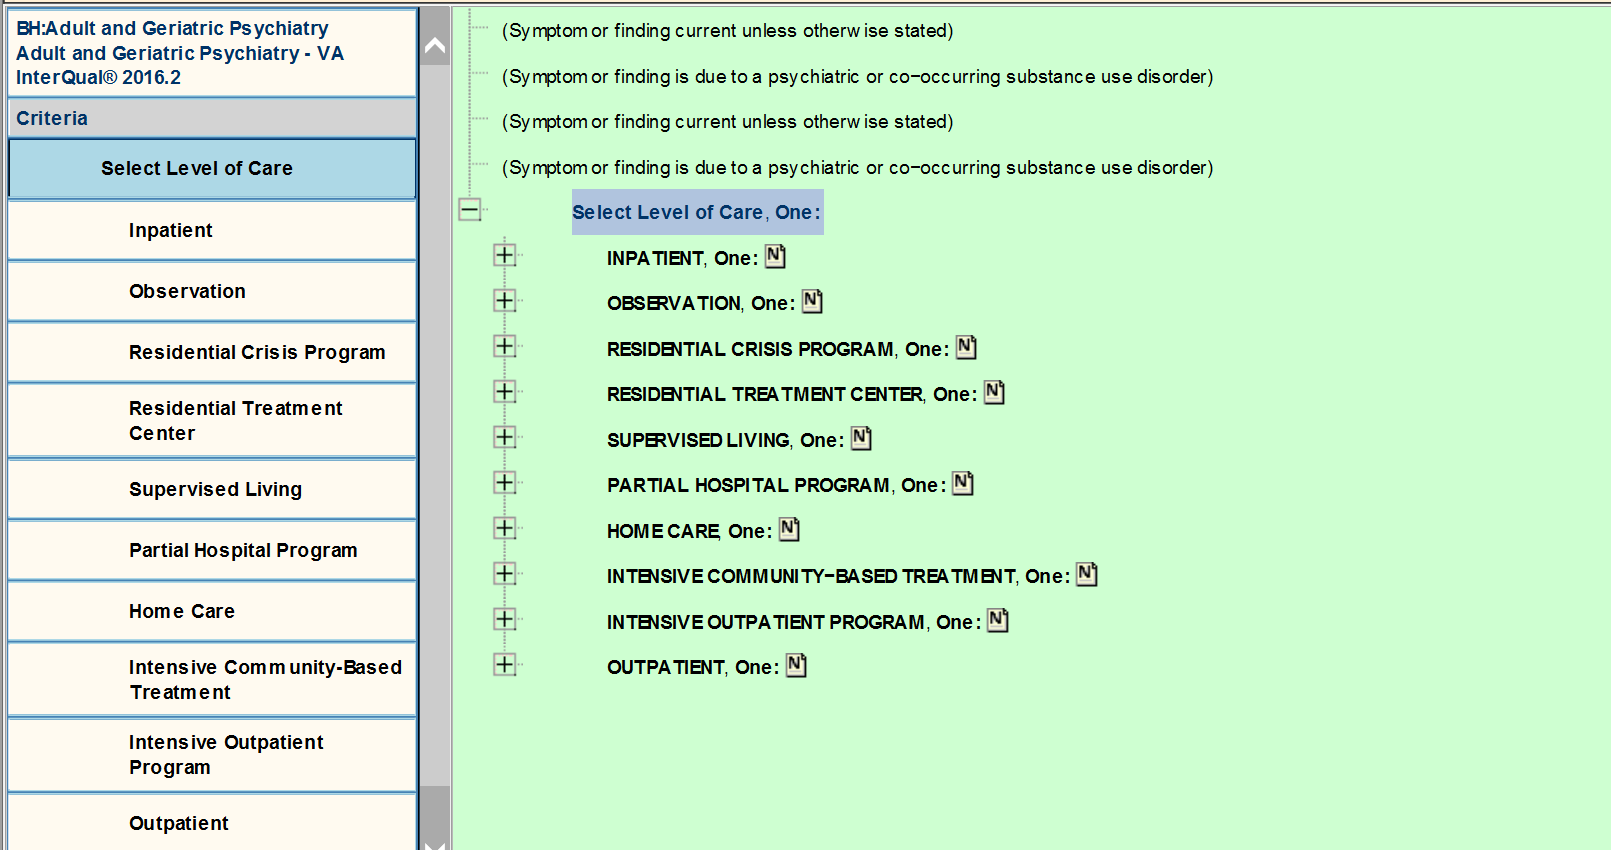 BH:Adult and Geriatric Psychiatry
Adult and Geriatric Psychiatry - VA
InterQual® 2016.2
Criteria
Select Level of Care
Inpatient
Observation
Residential Crisis Program
Residential Treatment
Center
Supervised Living
Partial Hospital Program
Home Care
Intensive Community-Based
Treatment
Intensive Outpatient
Program
Outpatient
(Symptom or finding current unless otherwise stated)
(Symptom or finding is due to a psychiatric or co-occurring substance use disorder)
(Symptom or finding current unless otherwise stated)
(Symptom or finding is due to a psychiatric or co-occurring substance use disorder)
Select Level of Care, One:
INPATIENT, One: N
OBSERVATION, One: N
RESIDENTIAL CRISIS PROGRAM, One: N
RESIDENTIAL TREATMENT CENTER, One: N
SUPERVISED LIVING, One: N
PARTIAL HOSPITAL PROGRAM, One: N
HOME CARE, One: N
INTENSIVE COMMUNITY-BASED TREATMENT, One: N
INTENSIVE OUTPATIENT PROGRAM, One: N
OUTPATIENT, One: N